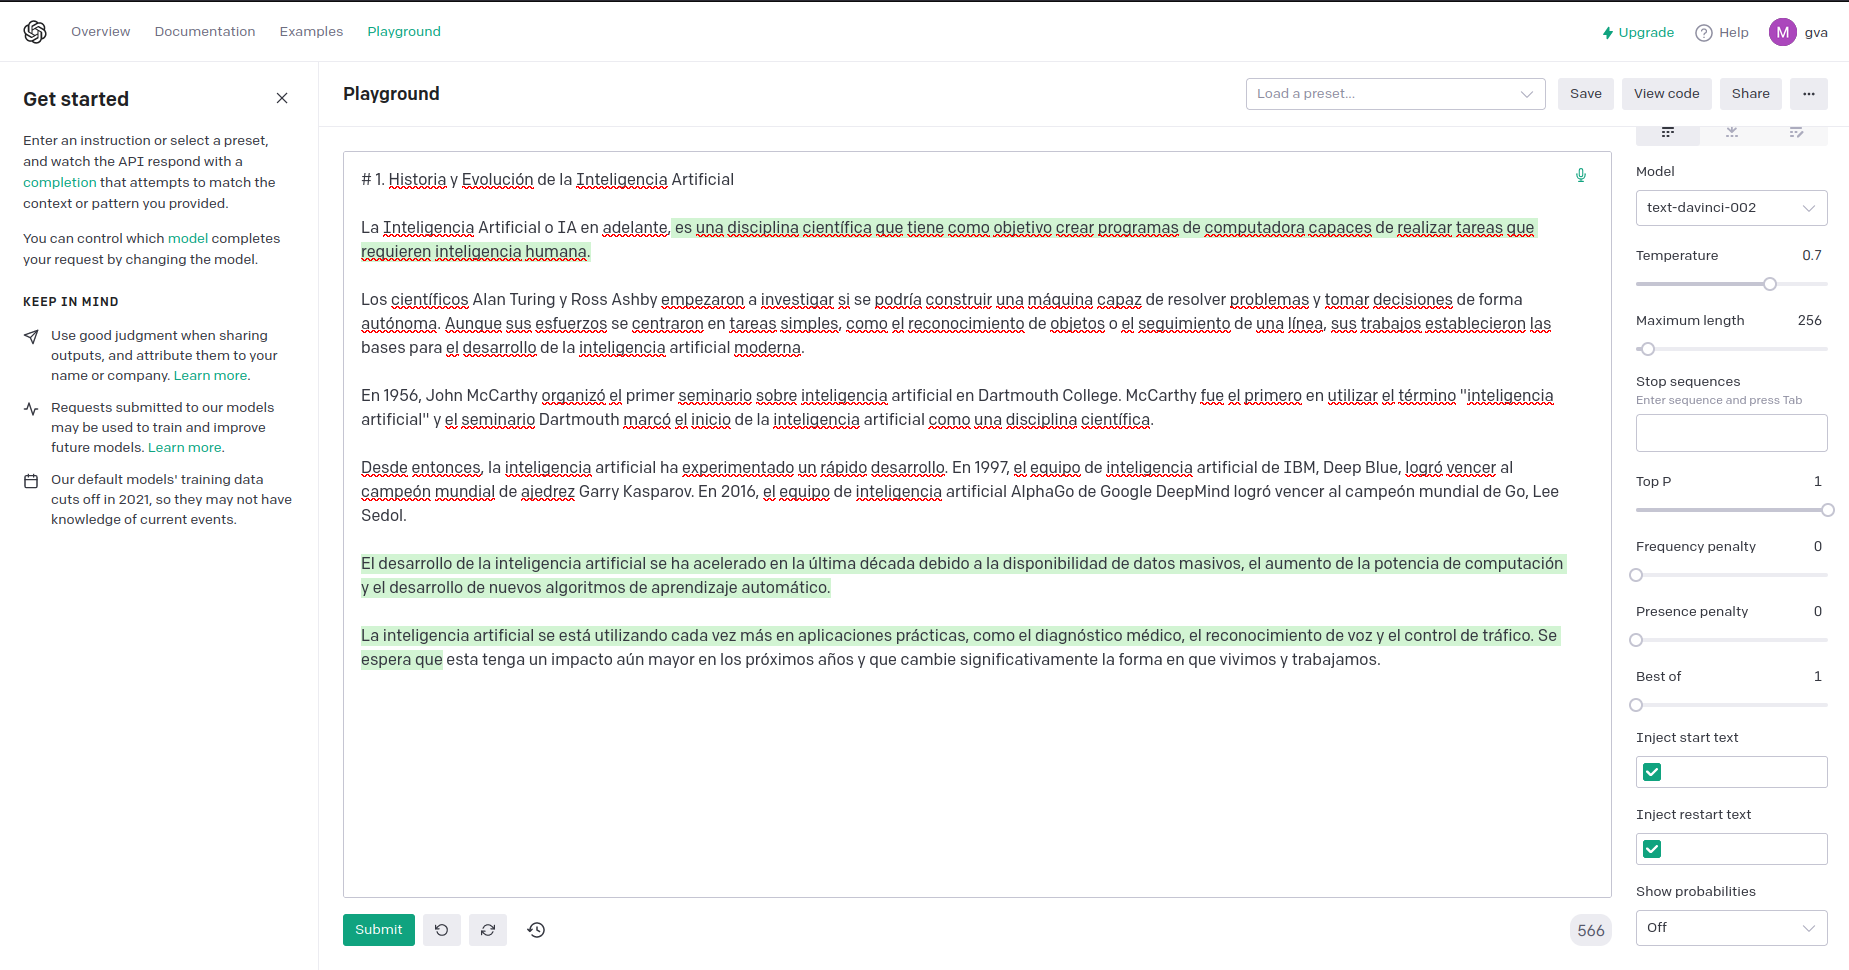 Overview Documentation Examples Playground
Upgrade Help M gva
Get started
Enter an instruction or select a preset,
and watch the API respond with a
completion that attempts to match the
context or pattern you provided.
You can control which model completes
your request by changing the model.
KEEP IN MIND
Use good judgment when sharing
outputs, and attribute them to your
name or company. Learn more.
Requests submitted to our models
may be used to train and improve
future models. Learn more.
Our default models' training data
cuts off in 2021, so they may not have
knowledge of current events.
Playground
Load a preset... Save View code Share ...
# 1. Historia y Evolución de la Inteligencia Artificial
La Inteligencia Artificial o IA en adelante, es una disciplina científica que tiene como objetivo crear programas de computadora capaces de realizar tareas que
requieren inteligencia humana.
Los científicos Alan Turing y Ross Ashby empezaron a investigar si se podría construir una máquina capaz de resolver problemas y tomar decisiones de forma
autónoma. Aunque sus esfuerzos se centraron en tareas simples, como el reconocimiento de objetos o el seguimiento de una línea, sus trabajos establecieron las
bases para el desarrollo de la inteligencia artificial moderna.
En 1956, John McCarthy organizó el primer seminario sobre inteligencia artificial en Dartmouth College. McCarthy fue el primero en utilizar el término "inteligencia
artificial" y el seminario Dartmouth marcó el inicio de la inteligencia artificial como una disciplina científica.
Desde entonces, la inteligencia artificial ha experimentado un rápido desarrollo. En 1997, el equipo de inteligencia artificial de IBM, Deep Blue, logró vencer al
campeón mundial de ajedrez Garry Kasparov. En 2016, el equipo de inteligencia artificial AlphaGo de Google DeepMind logró vencer al campeón mundial de Go, Lee
Sedol.
El desarrollo de la inteligencia artificial se ha acelerado en la última década debido a la disponibilidad de datos masivos, el aumento de la potencia de computación
y el desarrollo de nuevos algoritmos de aprendizaje automático.
La inteligencia artificial se está utilizando cada vez más en aplicaciones prácticas, como el diagnóstico médico, el reconocimiento de voz y el control de tráfico. Se
espera que esta tenga un impacto aún mayor en los próximos años y que cambie significativamente la forma en que vivimos y trabajamos.
Submit
566
Model
text-davinci-002
Temperature 0.7
Maximum length 256
Stop sequences
Enter sequence and press Tab
Top P 1
Frequency penalty 0
Presence penalty 0
Best of 1
Inject start text
Inject restart text
Show probabilities
Off